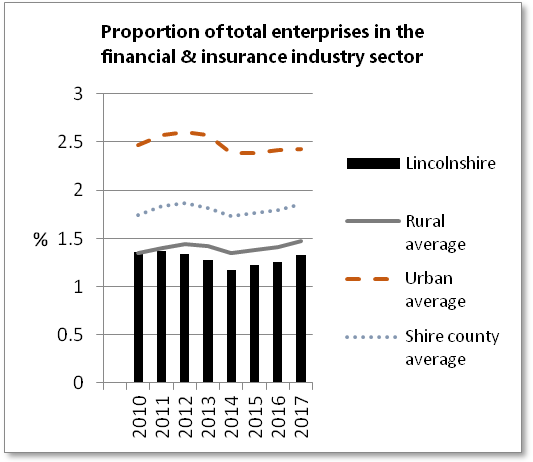 Proportion of total enterprises in the
financial & insurance industry sector
3
2.5
2
1.5
1
0.5
0
%
2010
2011
2012
2013
2014
2015
2016
2017
Lincolnshire
Rural
average
Urban
average
Shire county
average